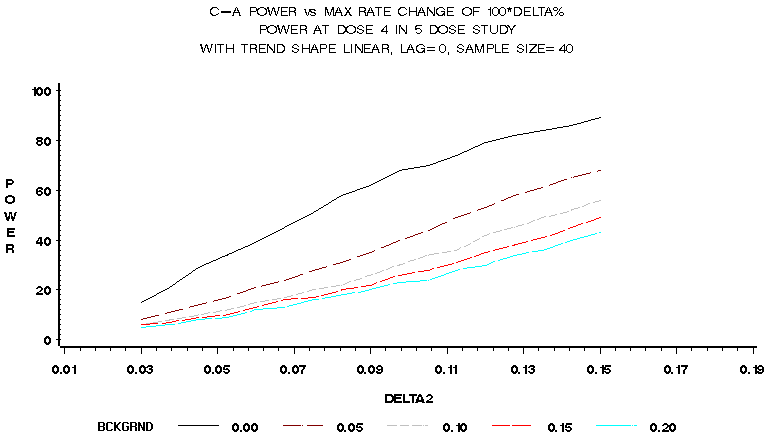 C-A POWER vs MAX RATE CHANGE OF 100*DELTA%
POWER AT DOSE 4 IN 5 DOSE STUDY
WITH TREND SHAPE LINEAR, LAG=0, SAMPLE SIZE=40
100
80
60
40
20
0
POWER
0.01 0.03 0.05 0.07 0.09 0.11 0.13 0.15 0.17 0.19
DELTA2
BCKGRND 0.00 0.05 0.10 0.15 0.20